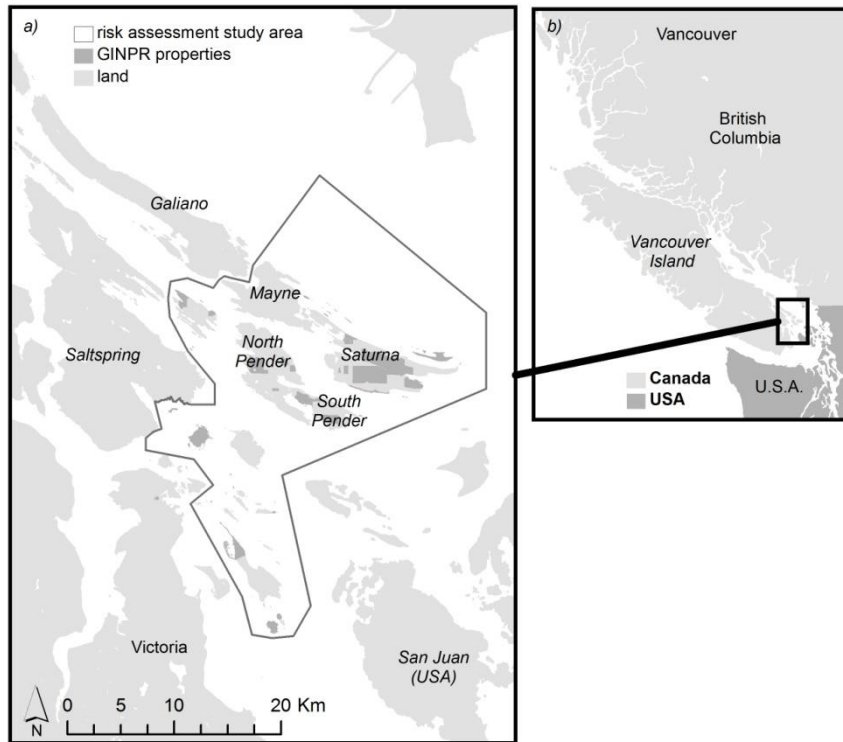 a)
risk assessment study area
GINPR properties
land
Galiano
Mayne
North
Pender
Saturna
Saltspring
South
Pender
Victoria
San Juan
(USA)
N
0 5 10 20 Km
b)
Vancouver
British
Columbia
Vancouver
Island
Canada
USA
U.S.A.